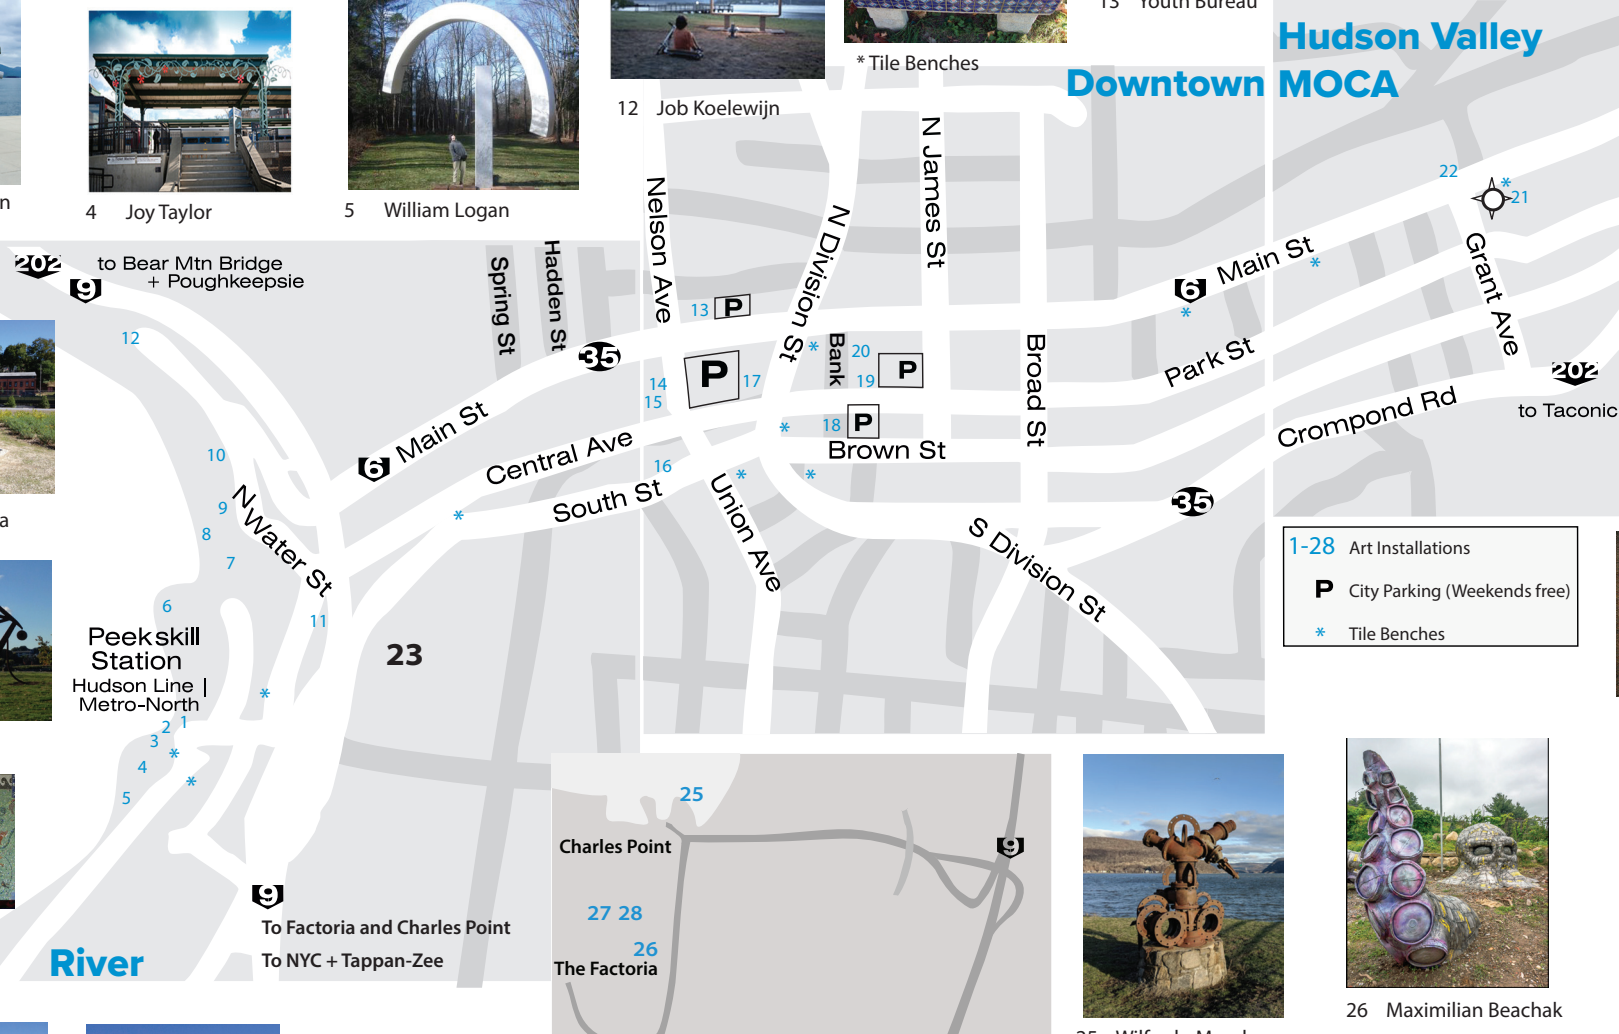 13 Youth Bureau
Hudson Valley
MOCA
Downtown
* Tile Benches
12 Job Koelewijn
n
4 Joy Taylor
5 William Logan
202
9
to Bear Mtn Bridge
+ Poughkeepsie
Spring St
Hadden St
Nelson Ave
N Division St
N James St
Bank
Broad St
6 Main St
22
*
21
Grant Ave
*
*
12
13 P
35
14
15
P
17
*
20
19 P
18 P
*
Park St
202
to Taconic
Crompond Rd
6 Main St
Central Ave
South St
16
*
*
Brown St
Union Ave
35
S Division St
a
10
9
8
7
6
N Water St
*
11
23
Peekskill
Station
Hudson Line |
Metro-North
*
1
2
3
*
4
*
5
1-28 Art Installations
P City Parking (Weekends free)
* Tile Benches
9
To Factoria and Charles Point
To NYC + Tappan-Zee
River
25
Charles Point
9
27 28
26
The Factoria
26 Maximilian Beachak